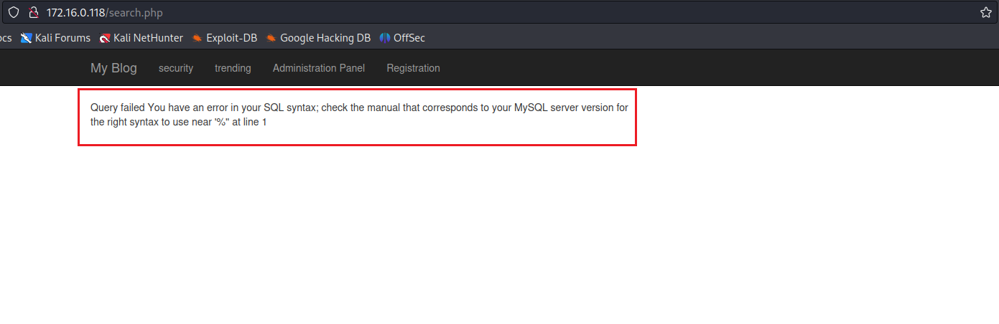 172.16.0.118/search.php
ocs Kali Forums Kali NetHunter Exploit-DB Google Hacking DB OffSec
My Blog security trending Administration Panel Registration
Query failed You have an error in your SQL syntax; check the manual that corresponds to your MySQL server version for
the right syntax to use near '%'' at line 1